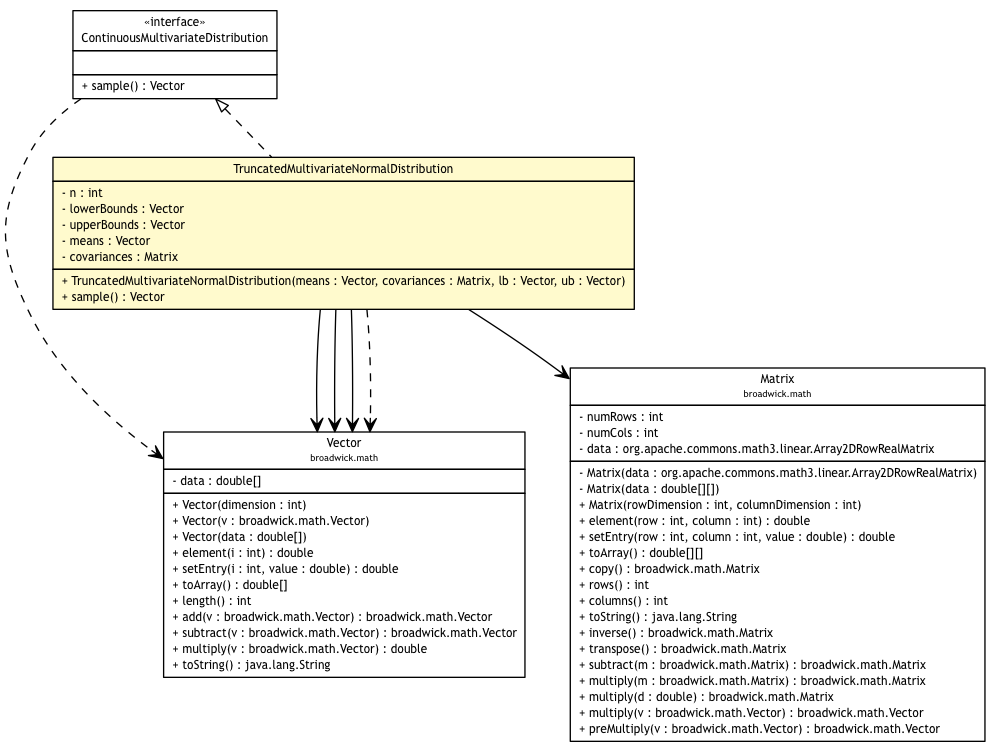 «interface»
ContinuousMultivariateDistribution
+ sample() : Vector
TruncatedMultivariateNormalDistribution
- n : int
- lowerBounds : Vector
- upperBounds : Vector
- means : Vector
- covariances : Matrix
+ TruncatedMultivariateNormalDistribution(means : Vector, covariances : Matrix, lb : Vector, ub : Vector)
+ sample() : Vector
Vector
broadwick.math
- data : double[]
+ Vector(dimension : int)
+ Vector(v : broadwick.math.Vector)
+ Vector(data : double[])
+ element(i : int) : double
+ setEntry(i : int, value : double) : double
+ toArray() : double[]
+ length() : int
+ add(v : broadwick.math.Vector) : broadwick.math.Vector
+ subtract(v : broadwick.math.Vector) : broadwick.math.Vector
+ multiply(v : broadwick.math.Vector) : double
+ toString() : java.lang.String
Matrix
broadwick.math
- numRows : int
- numCols : int
- data : org.apache.commons.math3.linear.Array2DRowRealMatrix
- Matrix(data : org.apache.commons.math3.linear.Array2DRowRealMatrix)
- Matrix(data : double[][])
+ Matrix(rowDimension : int, columnDimension : int)
+ element(row : int, column : int) : double
+ setEntry(row : int, column : int, value : double) : double
+ toArray() : double[][]
+ copy() : broadwick.math.Matrix
+ rows() : int
+ columns() : int
+ toString() : java.lang.String
+ inverse() : broadwick.math.Matrix
+ transpose() : broadwick.math.Matrix
+ subtract(m : broadwick.math.Matrix) : broadwick.math.Matrix
+ multiply(m : broadwick.math.Matrix) : broadwick.math.Matrix
+ multiply(d : double) : broadwick.math.Matrix
+ multiply(v : broadwick.math.Vector) : broadwick.math.Vector
+ preMultiply(v : broadwick.math.Vector) : broadwick.math.Vector